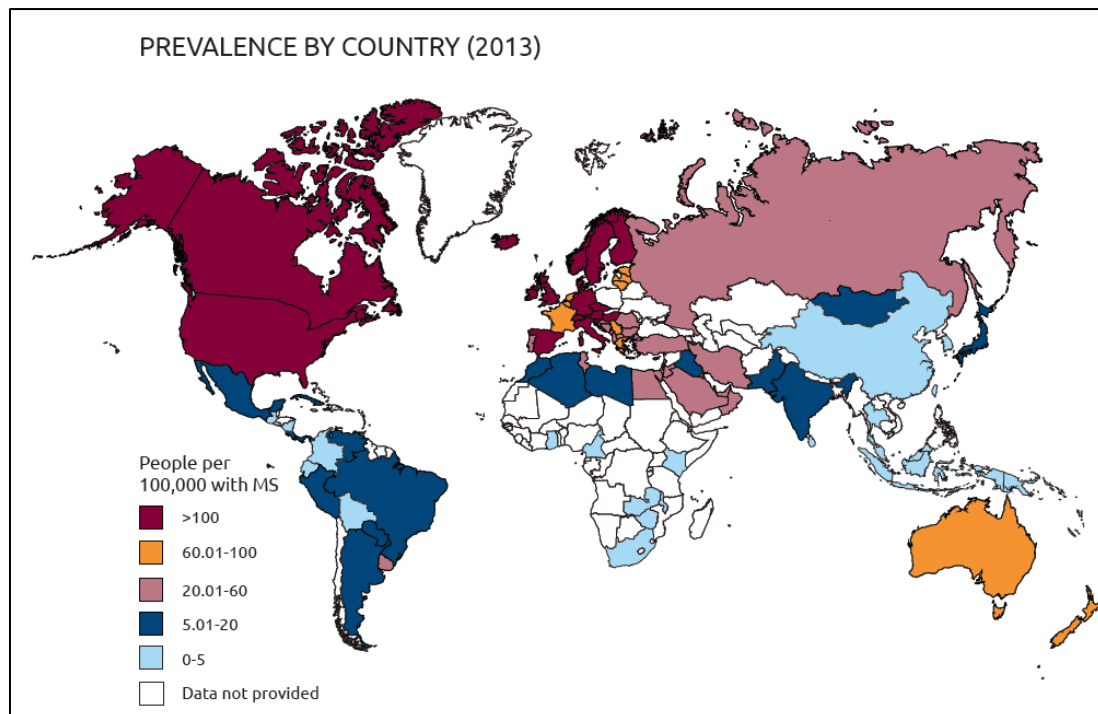 PREVALENCE BY COUNTRY (2013)
People per
100,000 with MS
>100
60.01-100
20.01-60
5.01-20
0-5
Data not provided